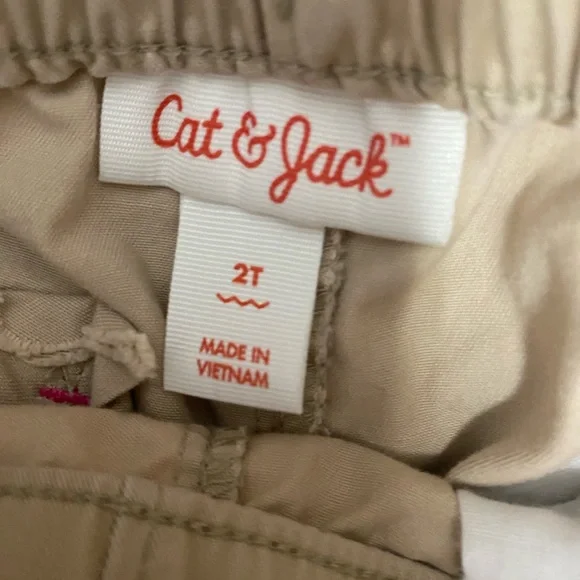 Cat & Jack™
2T
MADE IN
VIETNAM